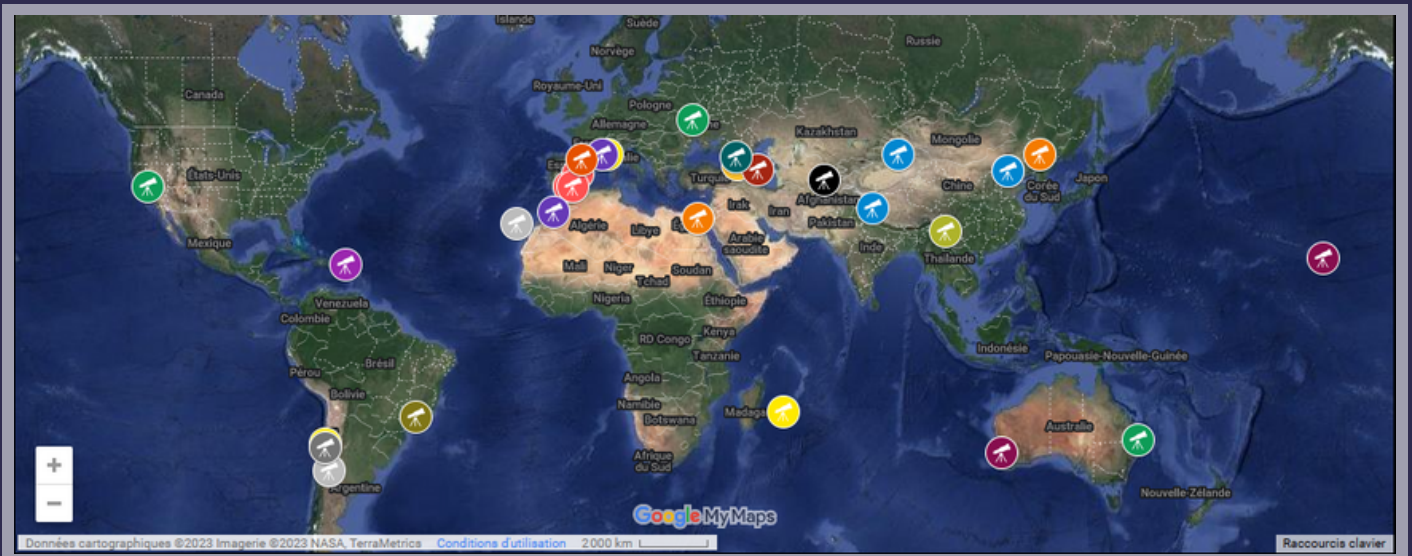 Islande
Suède
Russie
Norvège
Canada
Royaume-Uni
Pologne
Allemagne
Kazakhstan
Mongolie
États-Unis
Turquie
Chine
Corée
du Sud
Japon
Afghanistan
Irak
Iran
Pakistan
Algérie
Libye
Mexique
Arabie
saoudite
Inde
Thaïlande
Mali
Niger
Tchad
Soudan
Venezuela
Nigeria
Éthiopie
Colombie
RD Congo
Kenya
Tanzanie
Indonésie
Papouasie-Nouvelle-Guinée
Brésil
Pérou
Angola
Bolivie
Namibie
Botswana
Madaga
Australie
Afrique
du Sud
Argentine
Nouvelle-Zélande
+
−
Google My Maps
Données cartographiques ©2023 Imagerie ©2023 NASA, TerraMetrics Conditions d'utilisation 2 000 km
Raccourcis clavier